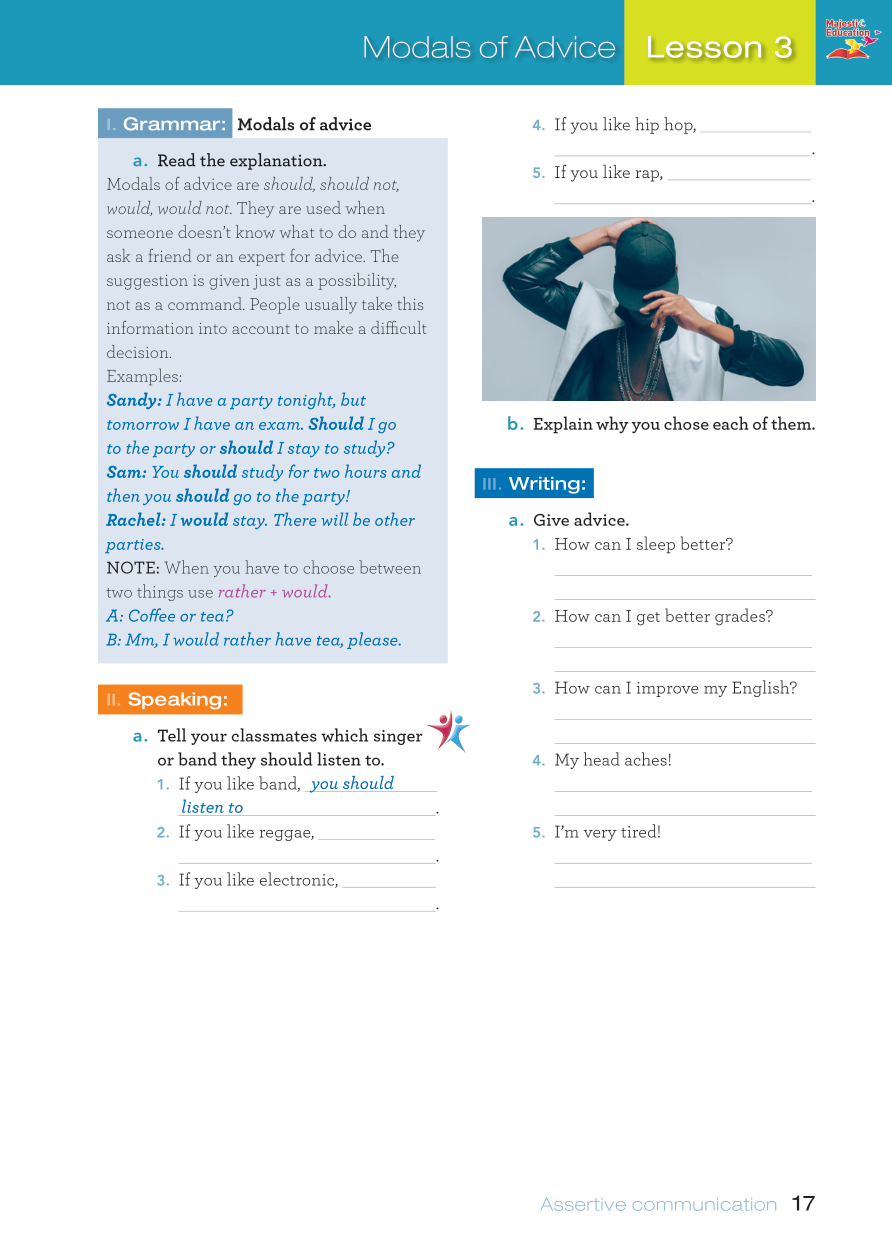 Modals of Advice Lesson 3
Majestic
Education
I. Grammar: Modals of advice
a. Read the explanation.
Modals of advice are should, should not,
would, would not. They are used when
someone doesn't know what to do and they
ask a friend or an expert for advice. The
suggestion is given just as a possibility,
not as a command. People usually take this
information into account to make a difficult
decision.
Examples:
Sandy: I have a party tonight, but
tomorrow I have an exam. Should I go
to the party or should I stay to study?
Sam: You should study for two hours and
then you should go to the party!
Rachel: I would stay. There will be other
parties.
NOTE: When you have to choose between
two things use rather + would.
A: Coffee or tea?
B: Mm, I would rather have tea, please.
II. Speaking:
a. Tell your classmates which singer
or band they should listen to.
1. If you like band, you should
listen to .
2. If you like reggae,
.
3. If you like electronic,
.
4. If you like hip hop,
.
5. If you like rap,
.
b. Explain why you chose each of them.
III. Writing:
a. Give advice.
1. How can I sleep better?
2. How can I get better grades?
3. How can I improve my English?
4. My head aches!
5. I'm very tired!
Assertive communication 17